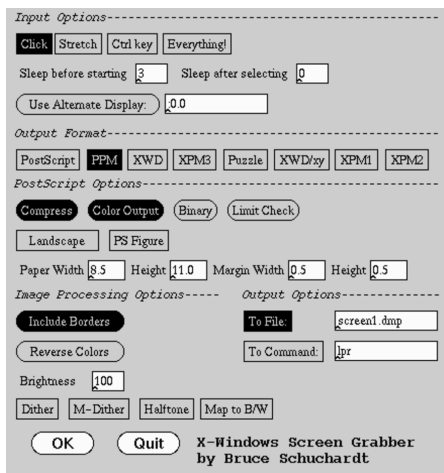 Input Options
Click Stretch Ctrl key Everything!
Sleep before starting 3 Sleep after selecting 0
Use Alternate Display: :0.0
Output Format
PostScript PPM XWD XPM3 Puzzle XWD/xy XPM1 XPM2
PostScript Options
Compress Color Output Binary Limit Check
Landscape PS Figure
Paper Width 8.5 Height 11.0 Margin Width 0.5 Height 0.5
Image Processing Options----- Output Options
Include Borders To File: screen1.dmp
Reverse Colors To Command: lpr
Brightness 100
Dither M-Dither Halftone Map to B/W
OK Quit X-Windows Screen Grabber
by Bruce Schuchardt